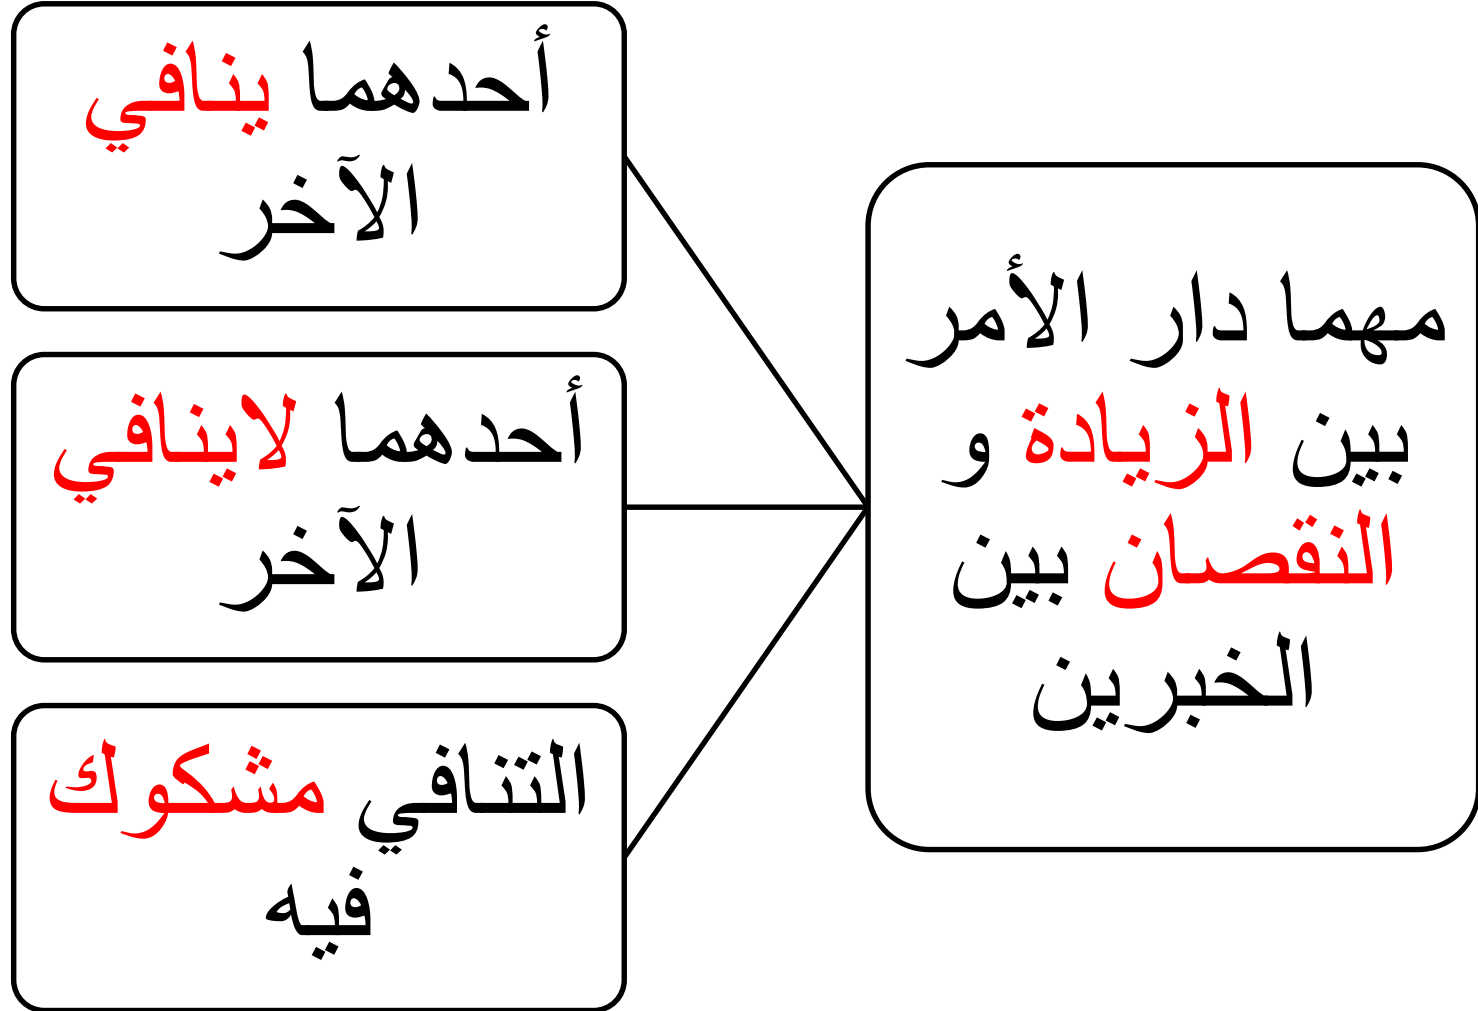 مهما دار الأمر
بين الزيادة و
النقصان بين
الخبرين
أحدهما ينافي
الآخر
أحدهما لاينافي
الآخر
التنافي مشكوك
فيه